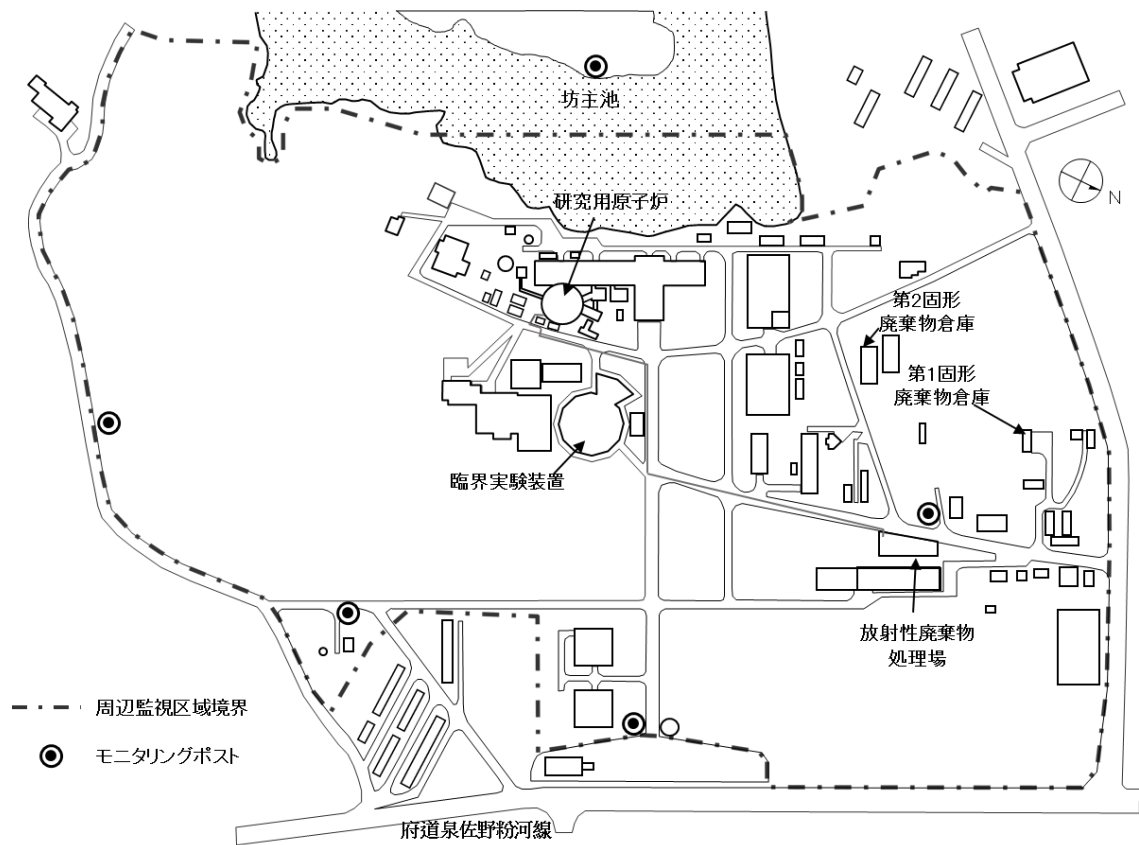 坊主池
研究用原子炉
N
第2固形
廃棄物倉庫
第1固形
廃棄物倉庫
臨界実験装置
放射性廃棄物
処理場
周辺監視区域境界
モニタリングポスト
府道泉佐野粉河線